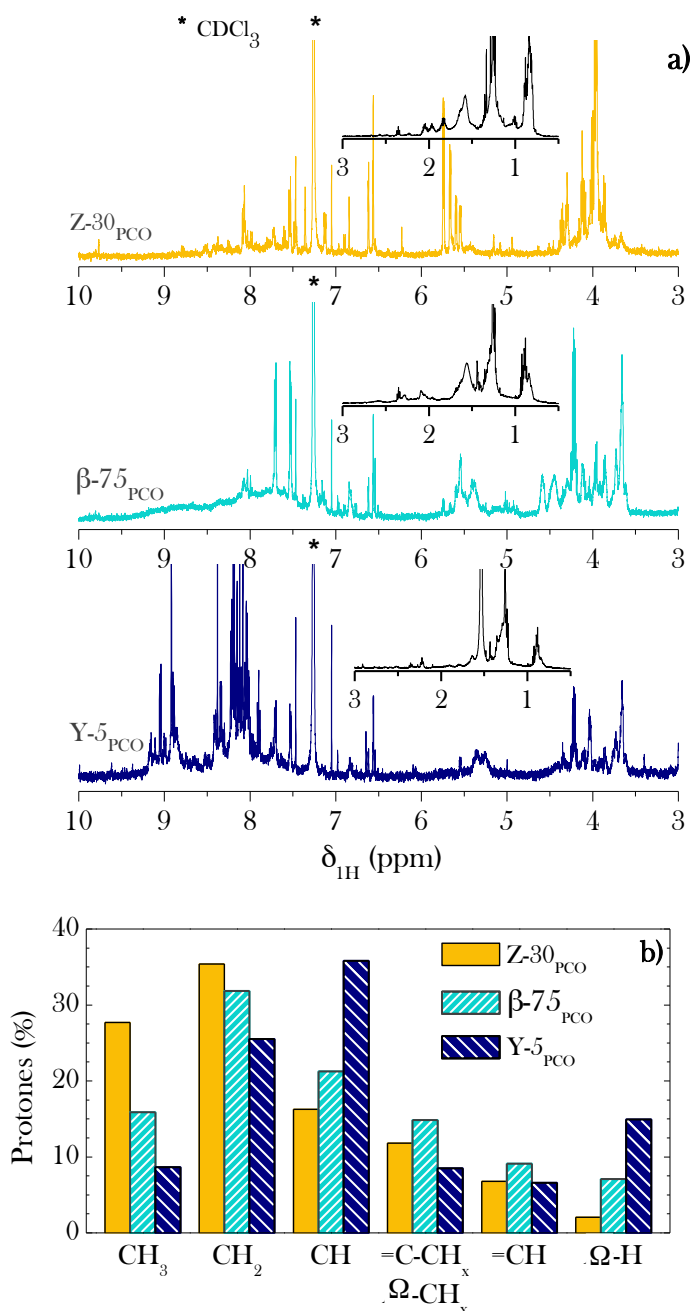 * CDCl3 *
a)
3 2 1
Z-30PCO
10 9 8 7 6 5 4 3
*
3 2 1
β-75PCO
10 9 8 7 6 5 4 3
*
3 2 1
Y-5PCO
10 9 8 7 6 5 4 3
δ1H (ppm)
40
b)
Z-30PCO
β-75PCO
Y-5PCO
30
20
10
0
Protones (%)
CH3 CH2 CH =C-CHx =CH .Ω-H
.Ω-CHx